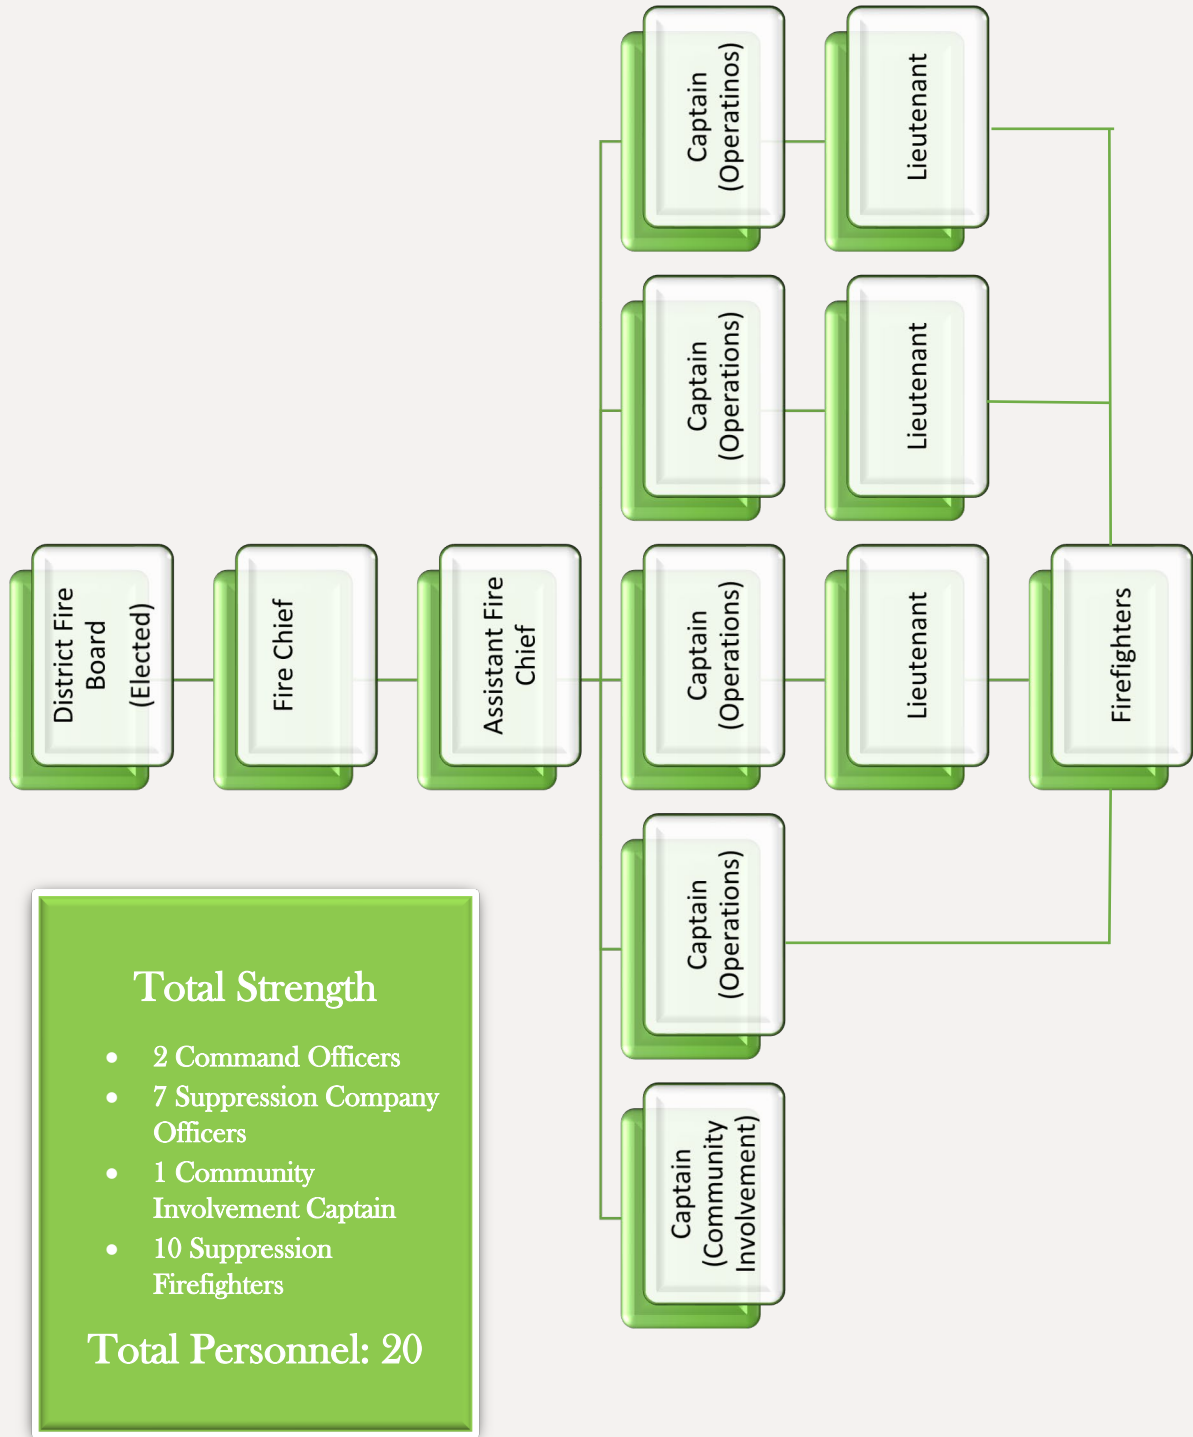 District Fire
Board
(Elected)
Fire Chief
Assistant Fire
Chief
Captain
(Community
Involvement)
Captain
(Operations)
Captain
(Operations)
Captain
(Operations)
Captain
(Operatinos)
Lieutenant
Lieutenant
Lieutenant
Firefighters
Total Strength
• 2 Command Officers
• 7 Suppression Company
Officers
• 1 Community
Involvement Captain
• 10 Suppression
Firefighters
Total Personnel: 20